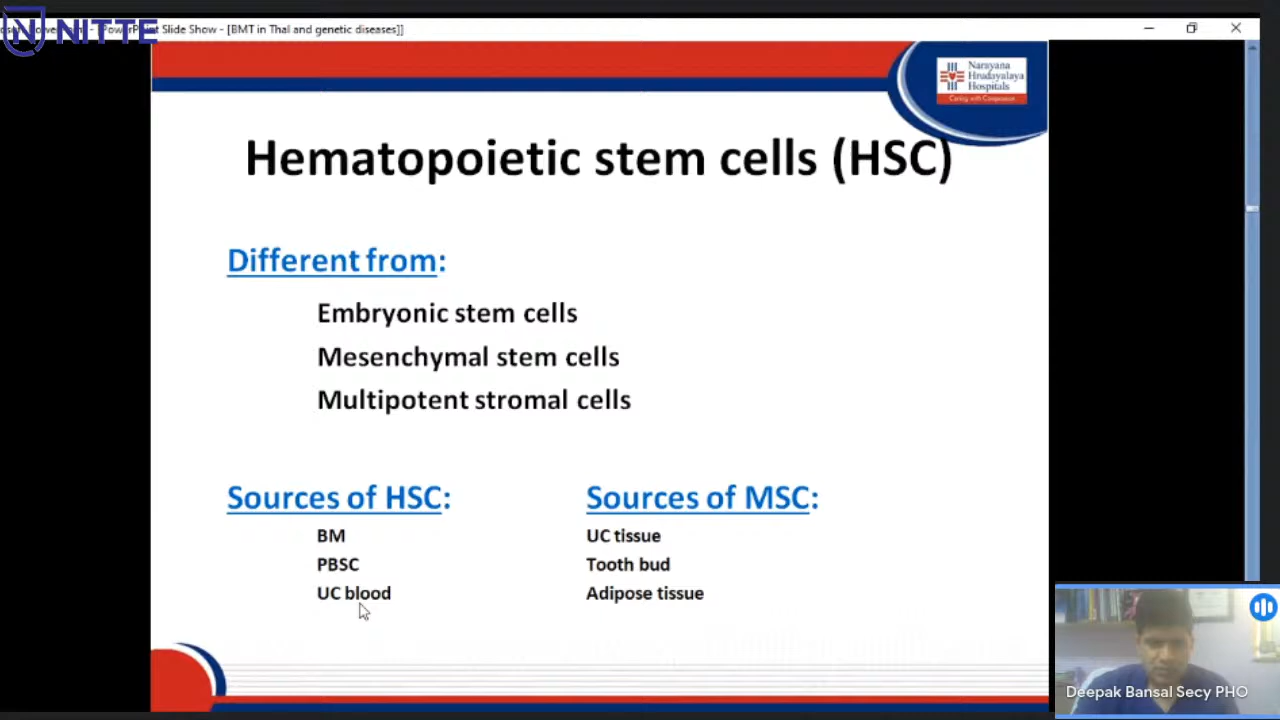 NITTE
PowerPoint Slide Show - [BMT in Thal and genetic diseases]]
Narayana
Hrudayalaya
Hospitals
Caring with Compassion
Hematopoietic stem cells (HSC)
Different from:
Embryonic stem cells
Mesenchymal stem cells
Multipotent stromal cells
Sources of HSC:
BM
PBSC
UC blood
Sources of MSC:
UC tissue
Tooth bud
Adipose tissue
Deepak Bansal Secy PHO